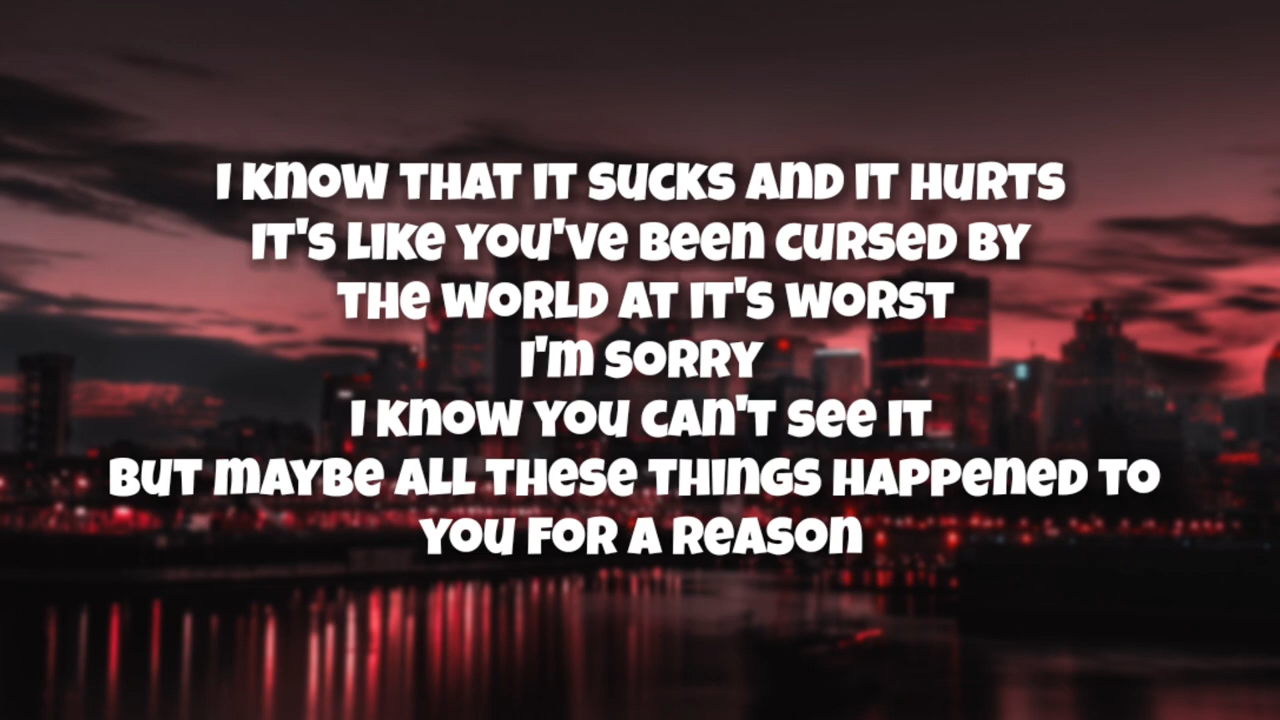 I KNOW THAT IT SUCKS AND IT HURTS
IT'S LIKE YOU'VE BEEN CURSED BY
THE WORLD AT IT'S WORST
I'M SORRY
I KNOW YOU CAN'T SEE IT
BUT MAYBE ALL THESE THINGS HAPPENED TO
YOU FOR A REASON